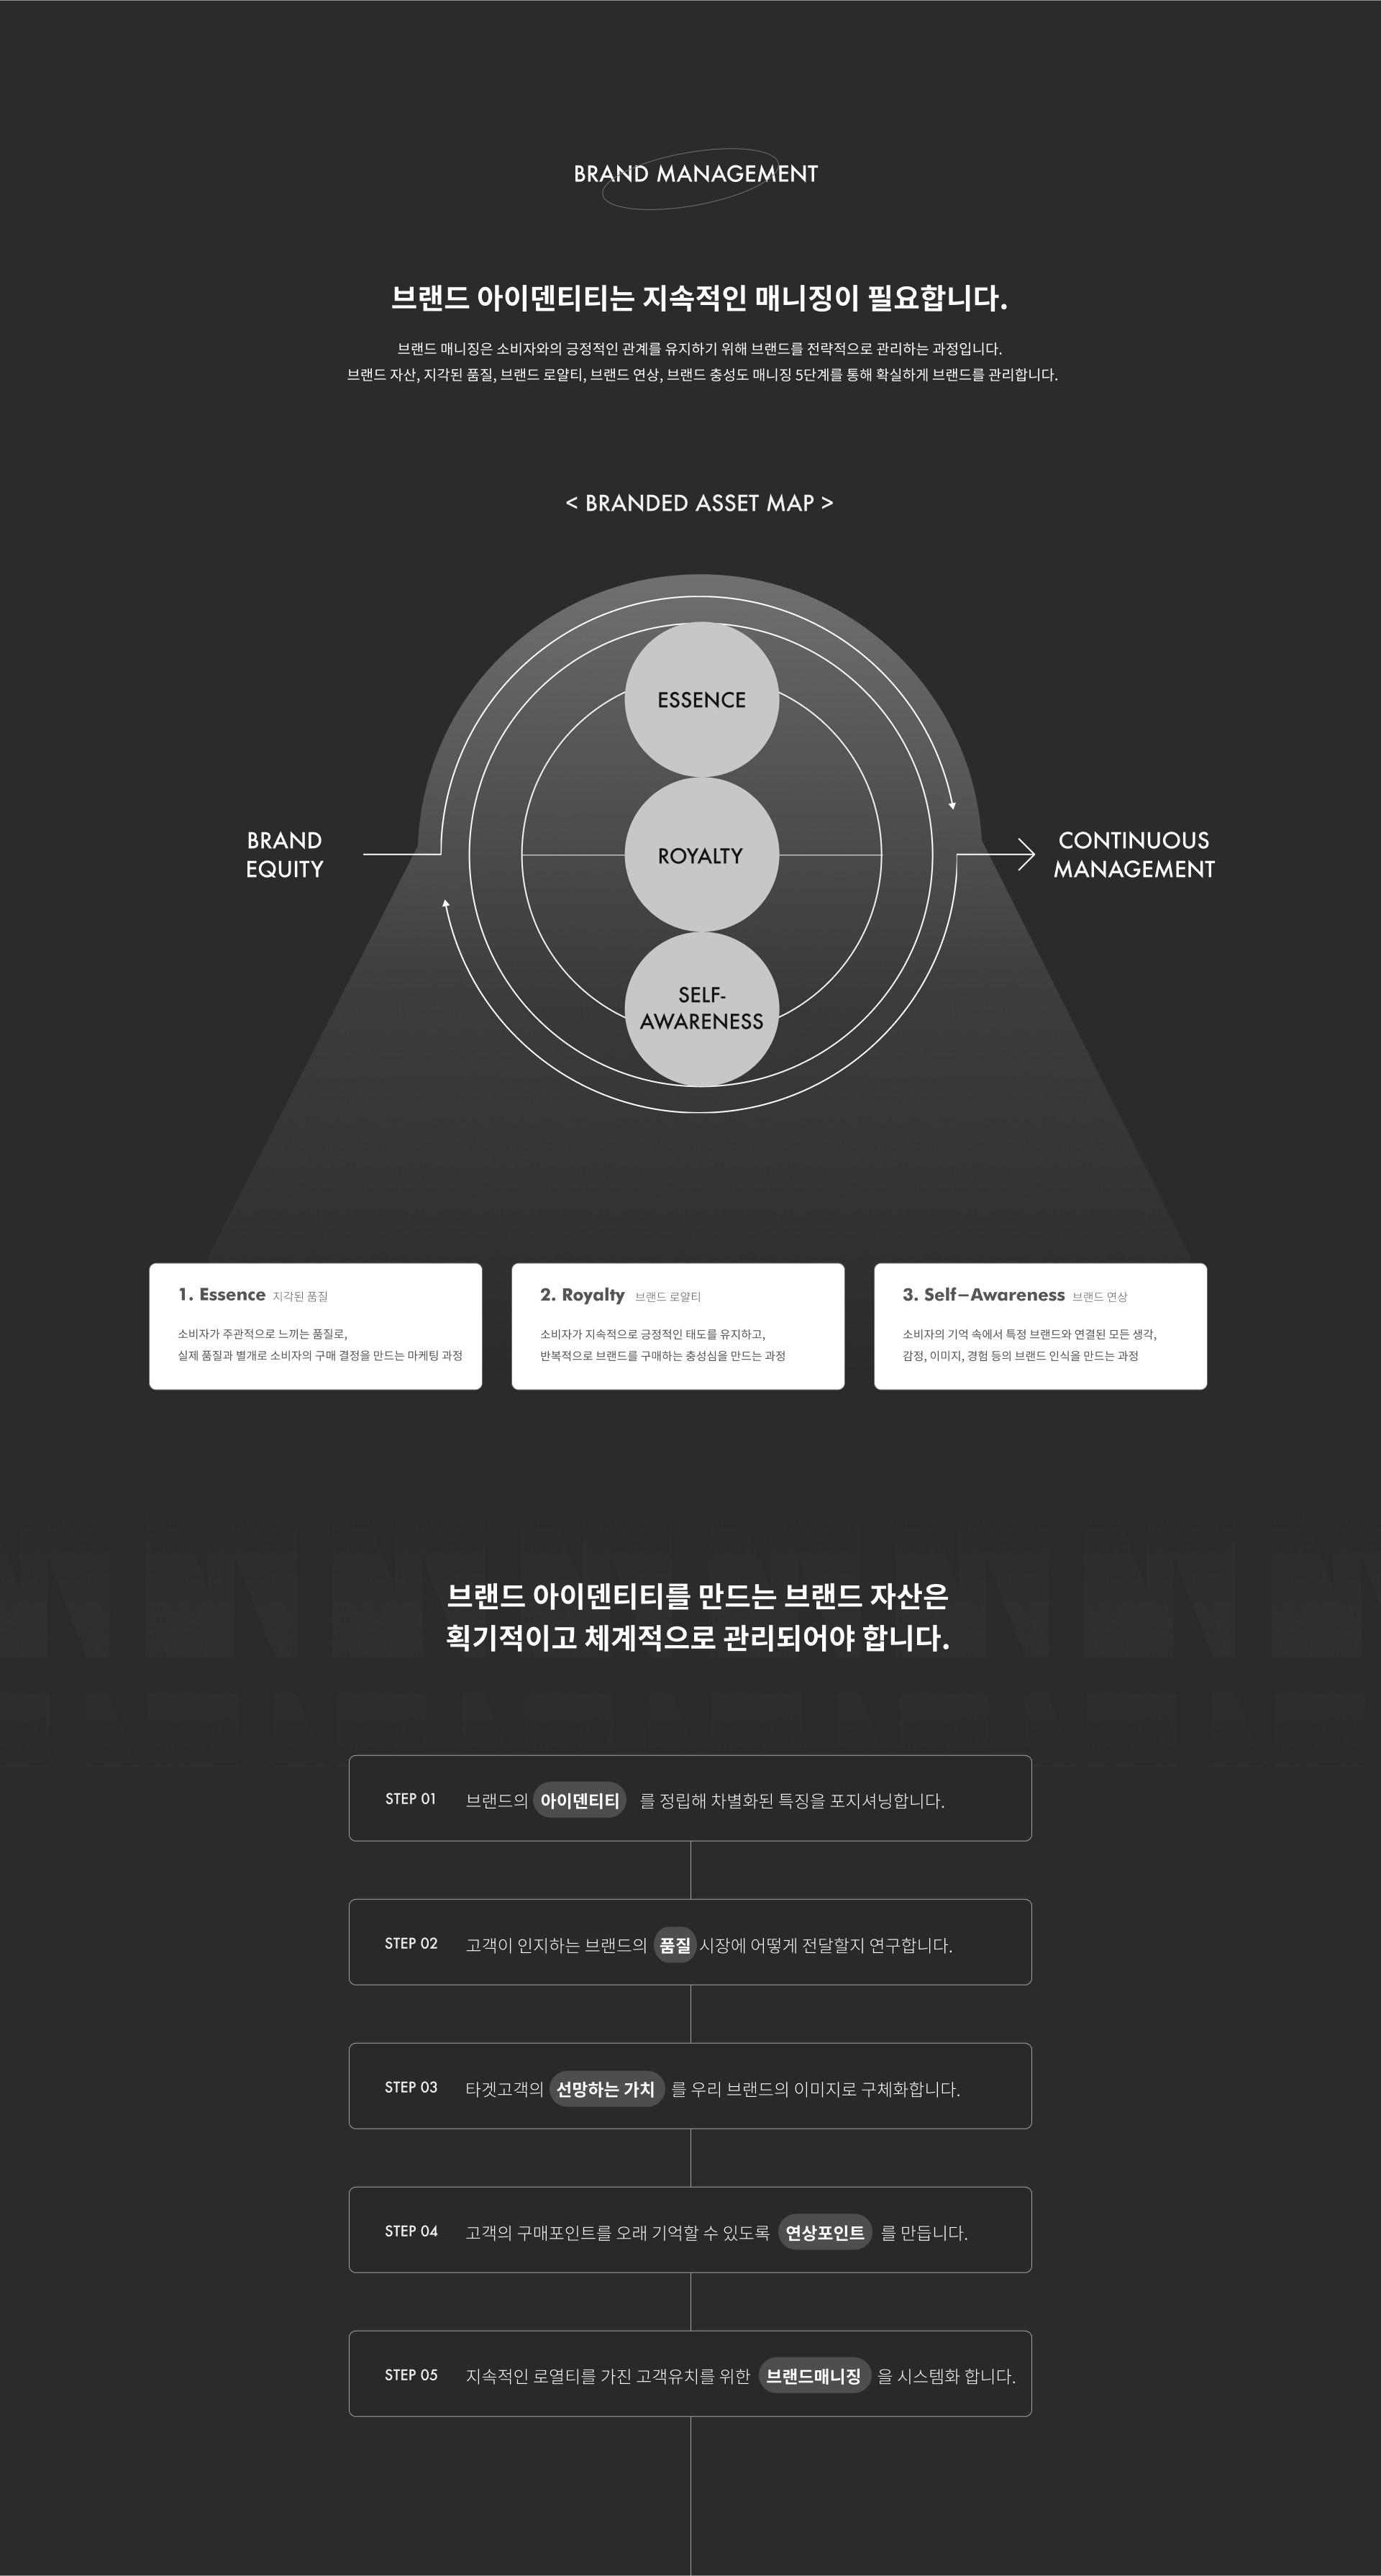 BRAND MANAGEMENT
브랜드 아이덴티티는 지속적인 매니징이 필요합니다.
브랜드 매니징은 소비자와의 긍정적인 관계를 유지하기 위해 브랜드를 전략적으로 관리하는 과정입니다.
브랜드 자산, 지각된 품질, 브랜드 로얄티, 브랜드 연상, 브랜드 충성도 매니징 5단계를 통해 확실하게 브랜드를 관리합니다.
< BRANDED ASSET MAP >
ESSENCE
BRAND
EQUITY
ROYALTY
CONTINUOUS
MANAGEMENT
SELF-
AWARENESS
1. Essence 지각된 품질
소비자가 주관적으로 느끼는 품질로,
실제 품질과 별개로 소비자의 구매 결정을 만드는 마케팅 과정
2. Royalty 브랜드 로얄티
소비자가 지속적으로 긍정적인 태도를 유지하고,
반복적으로 브랜드를 구매하는 충성심을 만드는 과정
3. Self-Awareness 브랜드 연상
소비자의 기억 속에서 특정 브랜드와 연결된 모든 생각,
감정, 이미지, 경험 등의 브랜드 인식을 만드는 과정
브랜드 아이덴티티를 만드는 브랜드 자산은
획기적이고 체계적으로 관리되어야 합니다.
STEP 01 브랜드의 아이덴티티 를 정립해 차별화된 특징을 포지셔닝합니다.
STEP 02 고객이 인지하는 브랜드의 품질 시장에 어떻게 전달할지 연구합니다.
STEP 03 타겟고객의 선망하는 가치 를 우리 브랜드의 이미지로 구체화합니다.
STEP 04 고객의 구매포인트를 오래 기억할 수 있도록 연상포인트 를 만듭니다.
STEP 05 지속적인 로열티를 가진 고객유치를 위한 브랜드매니징 을 시스템화 합니다.